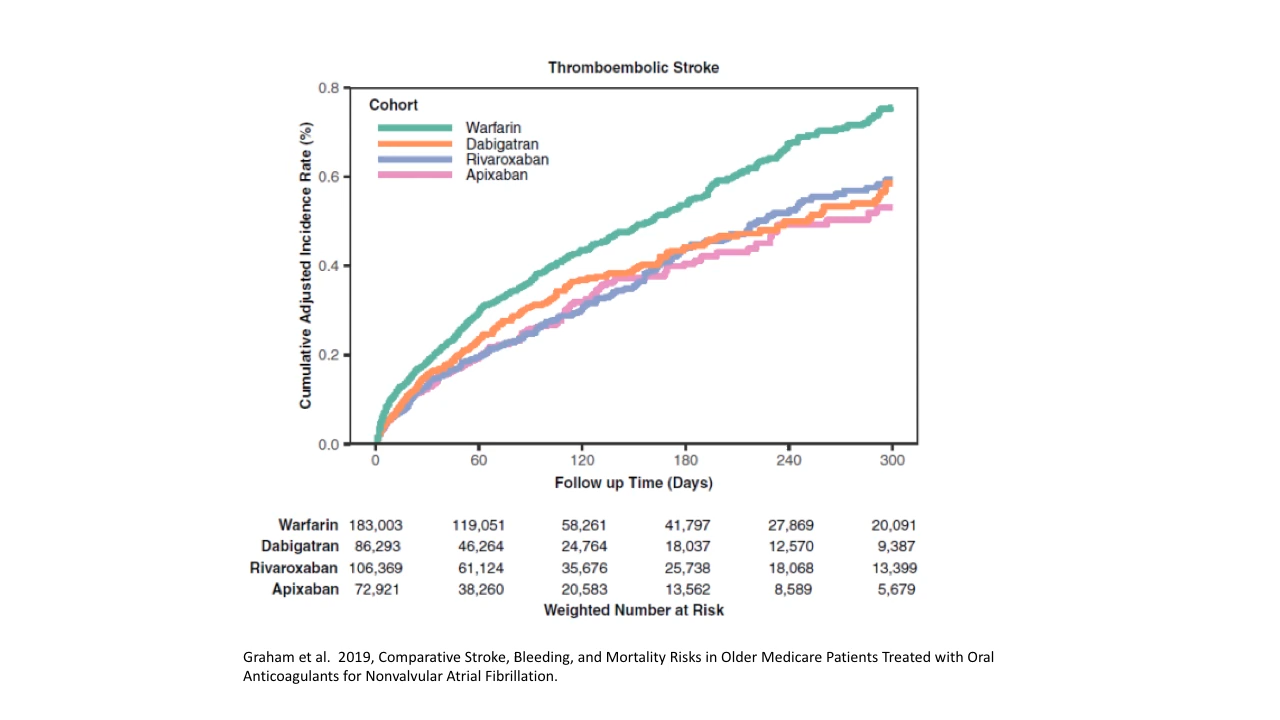 Thromboembolic Stroke
0.8
Cohort
Warfarin
Dabigatran
Rivaroxaban
Apixaban
Cumulative Adjusted Incidence Rate (%)
0.6
0.4
0.2
0.0
0 60 120 180 240 300
Follow up Time (Days)
Warfarin 183,003 119,051 58,261 41,797 27,869 20,091
Dabigatran 86,293 46,264 24,764 18,037 12,570 9,387
Rivaroxaban 106,369 61,124 35,676 25,738 18,068 13,399
Apixaban 72,921 38,260 20,583 13,562 8,589 5,679
Weighted Number at Risk
Graham et al.  2019, Comparative Stroke, Bleeding, and Mortality Risks in Older Medicare Patients Treated with Oral
Anticoagulants for Nonvalvular Atrial Fibrillation.